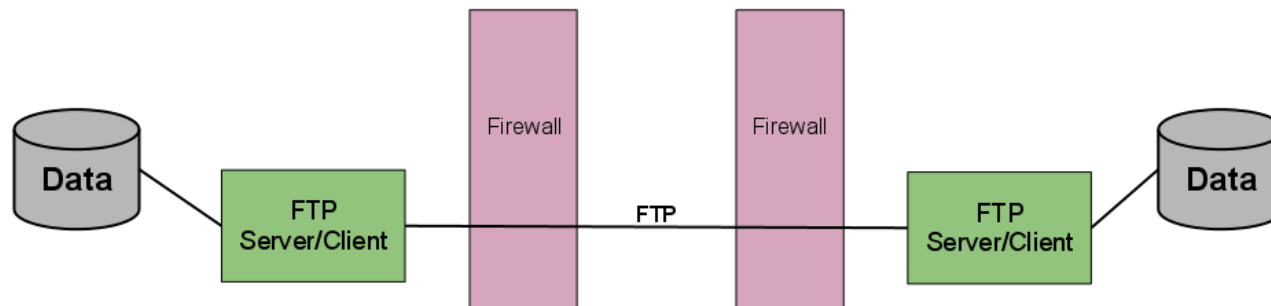 Firewall
Firewall
Data
FTP
Server/Client
FTP
FTP
Server/Client
Data